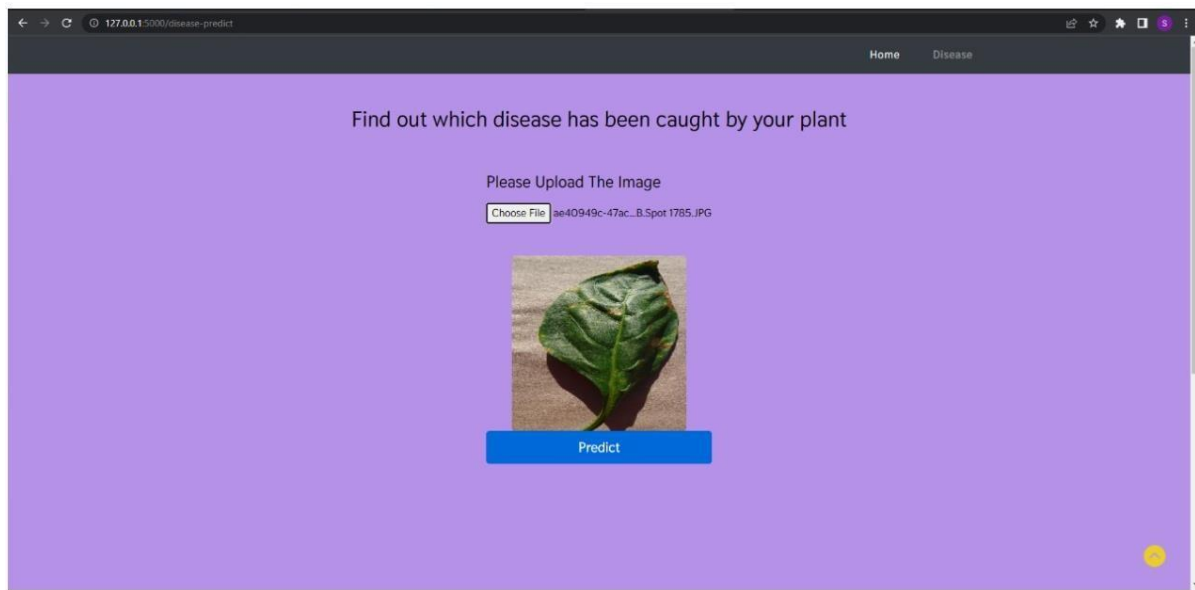 127.0.0.1:5000/disease-predict
S
Home Disease
Find out which disease has been caught by your plant
Please Upload The Image
Choose File ae40949c-47ac...B.Spot 1785.JPG
Predict